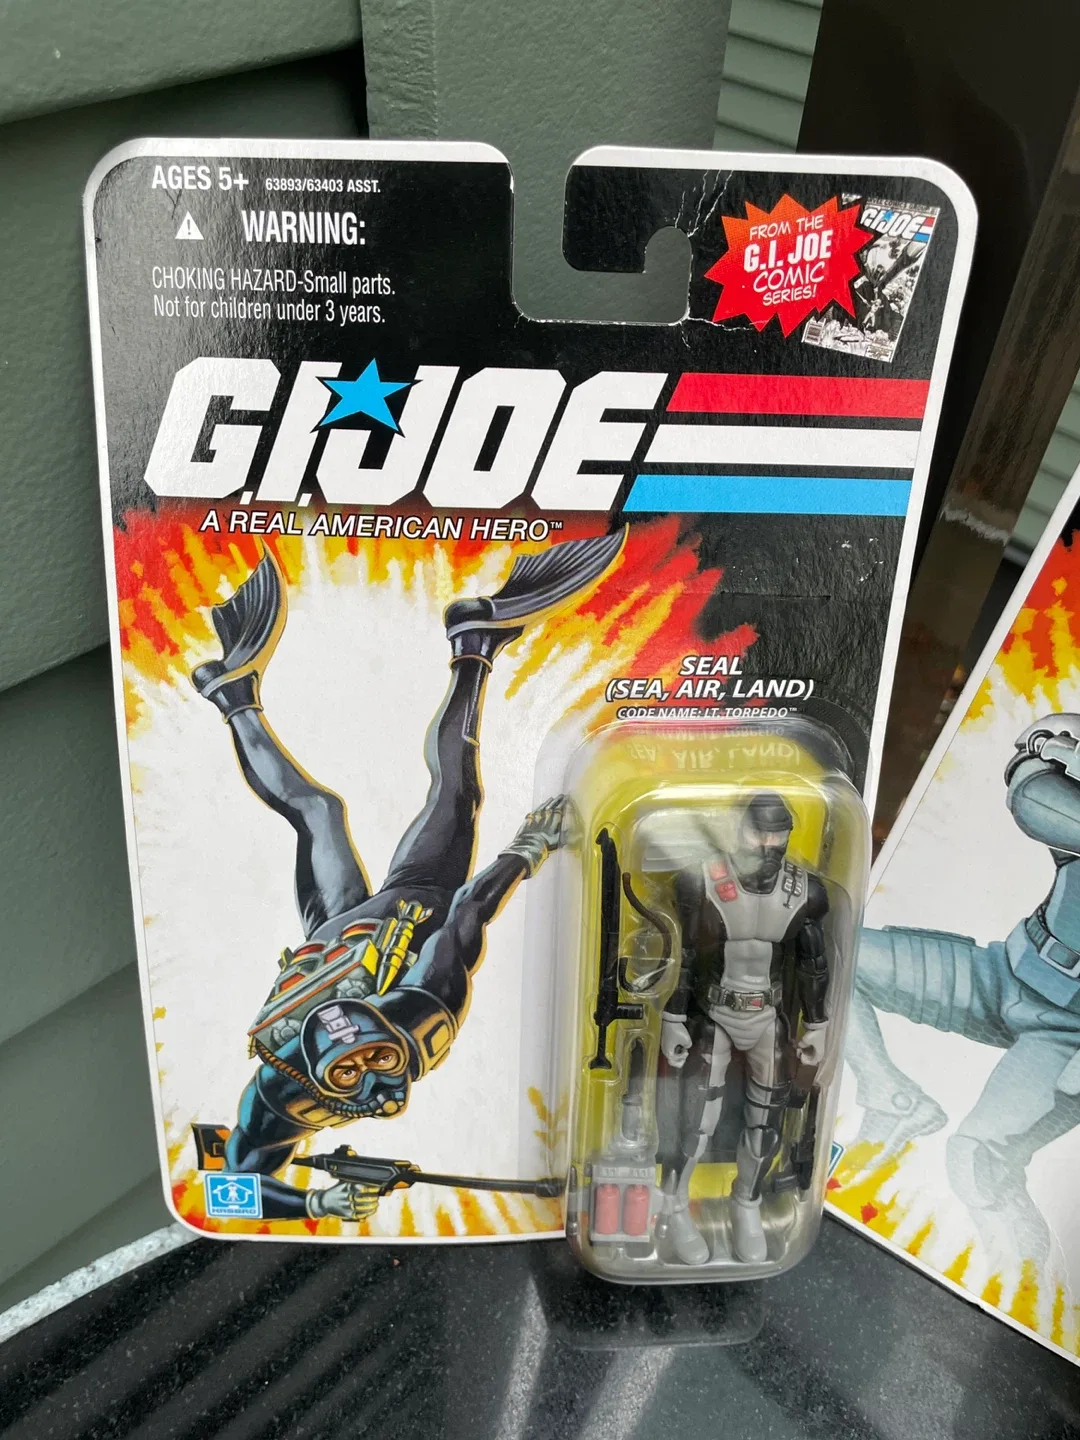 AGES 5+ 63893/63403 ASST.
WARNING:
CHOKING HAZARD-Small parts.
Not for children under 3 years.
FROM THE
G.I. JOE
COMIC
SERIES!
G.I. JOE
G.I. JOE
A REAL AMERICAN HERO™
SEAL
(SEA, AIR, LAND)
CODE NAME: LT. TORPEDO™
HASBRO